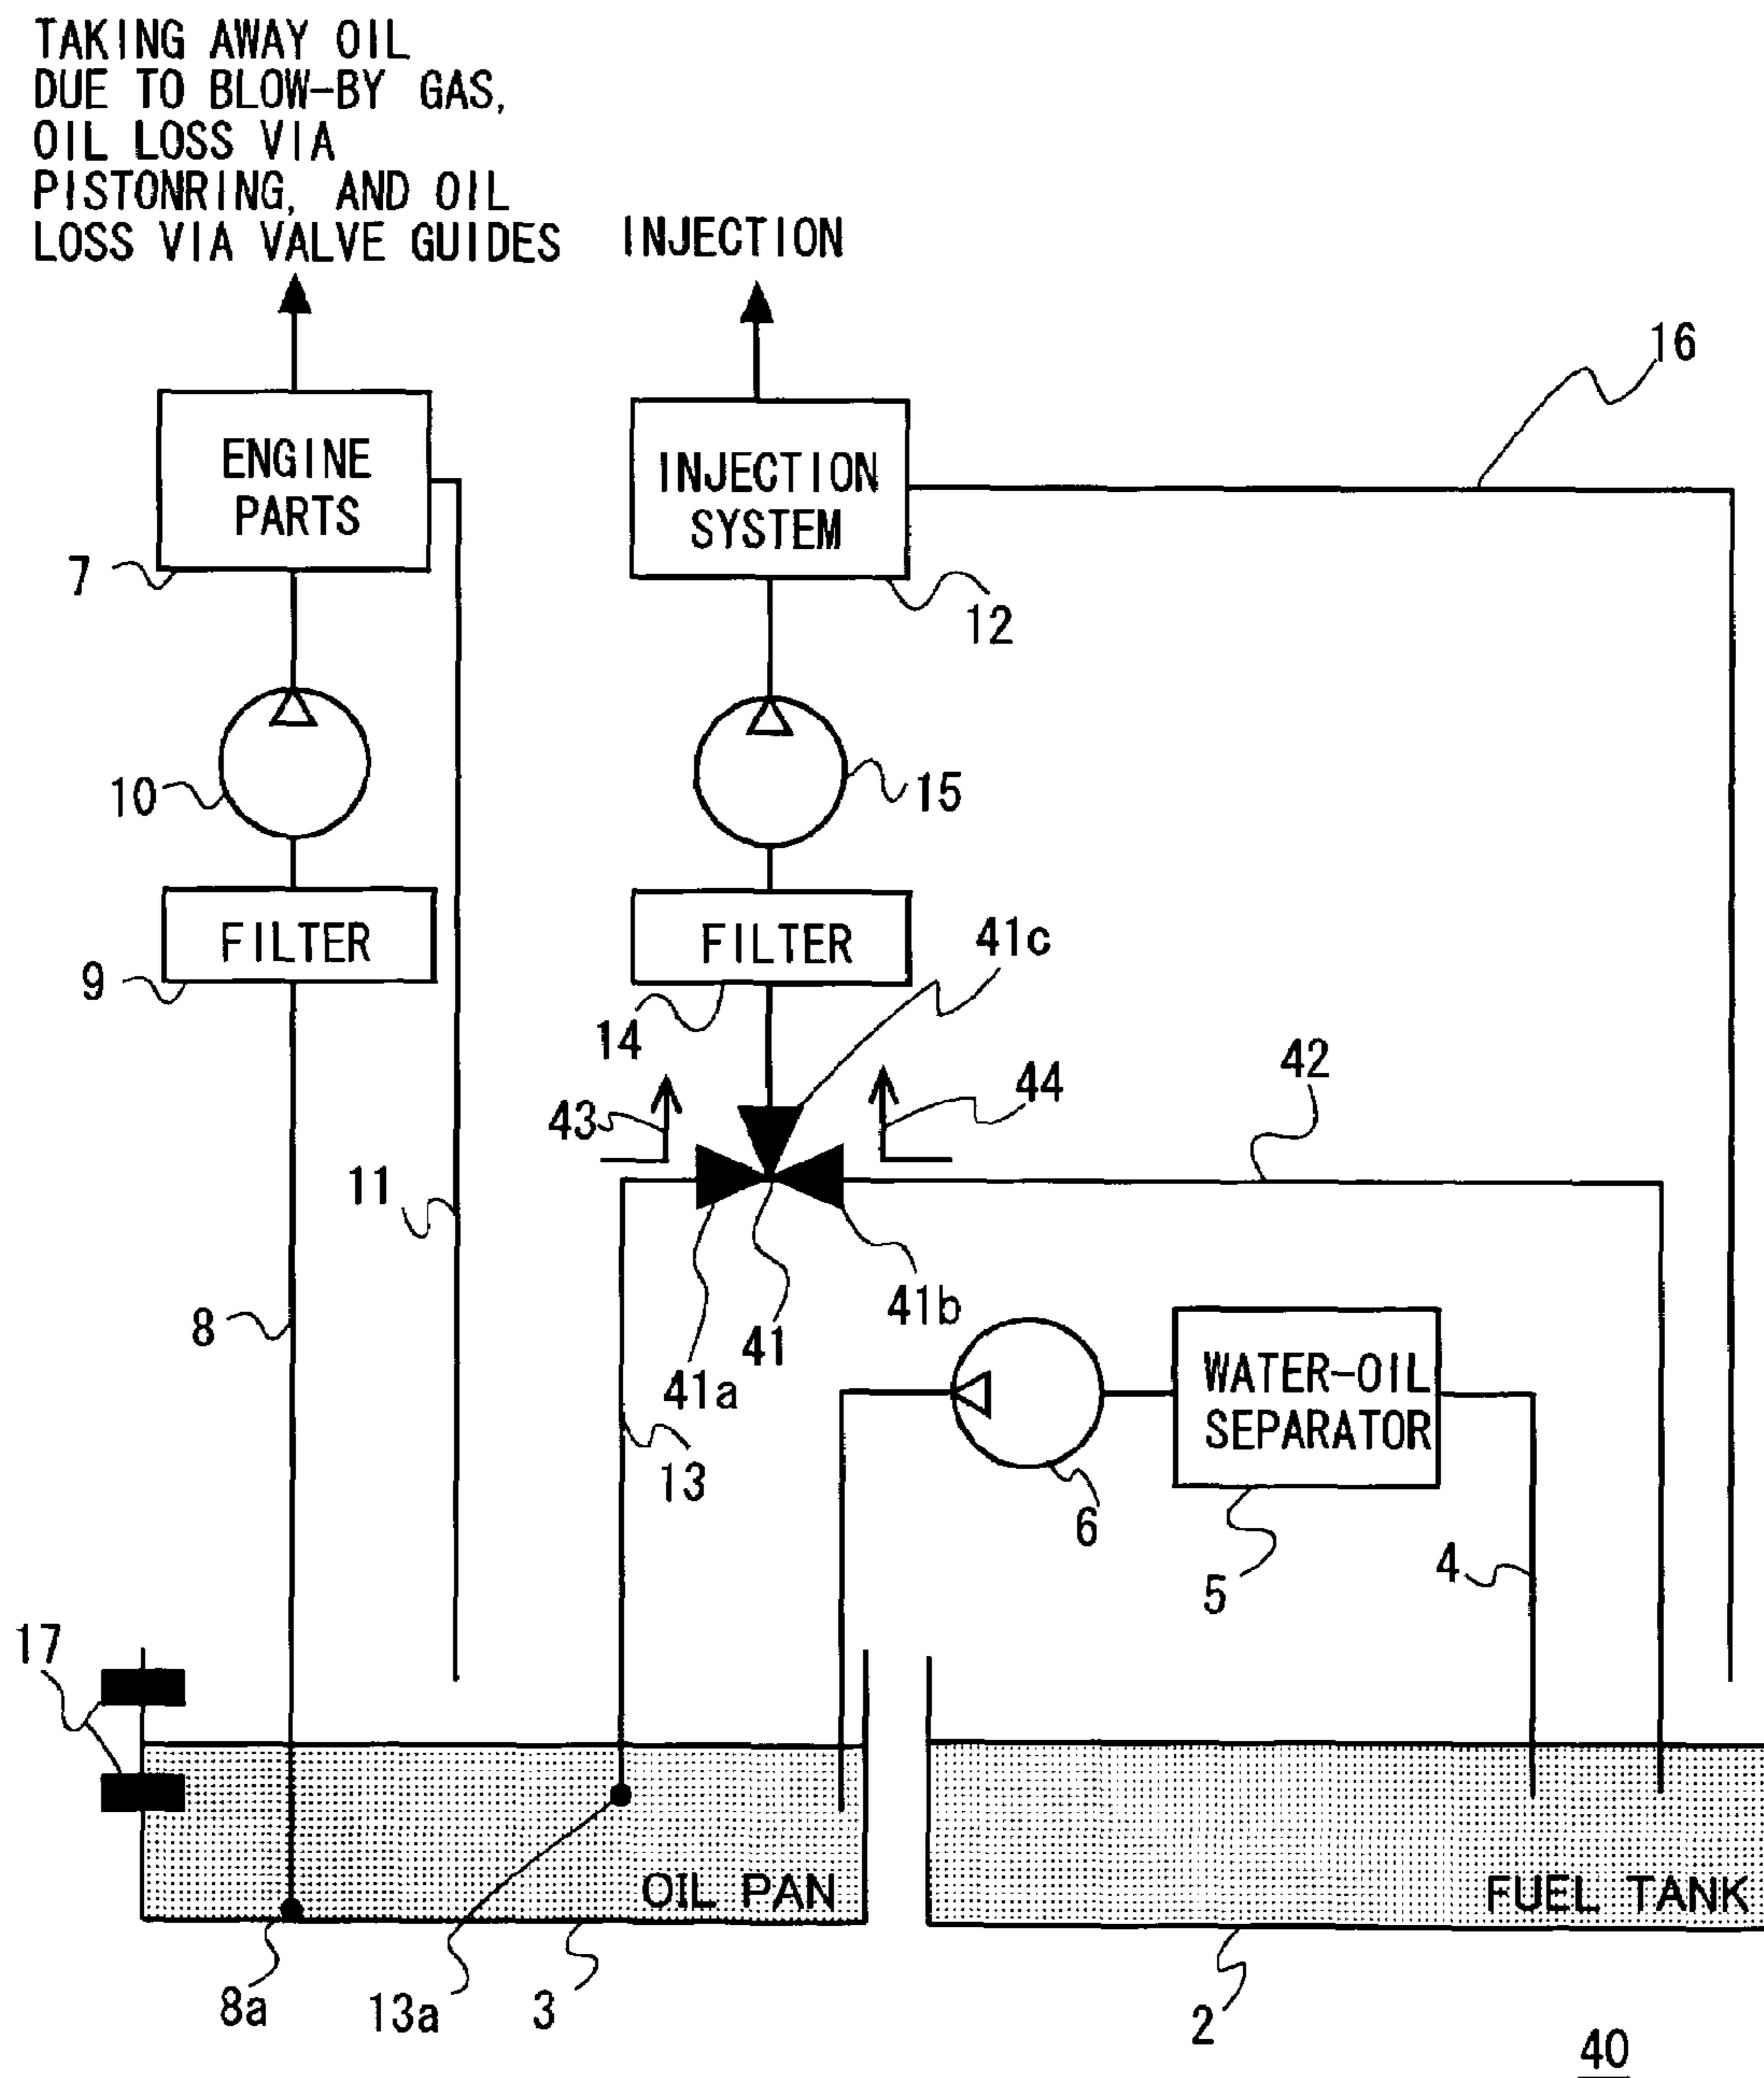 TAKING AWAY OIL
DUE TO BLOW-BY GAS,
OIL LOSS VIA
PISTONRING, AND OIL
LOSS VIA VALVE GUIDES
INJECTION
16
ENGINE
PARTS
INJECTION
SYSTEM
7
12
10
15
FILTER
FILTER
41c
9
14
42
44
43
11
41b
8
41
41a
WATER-OIL
SEPARATOR
13
6
4
5
17
OIL PAN
FUEL TANK
8a
13a
3
2
40